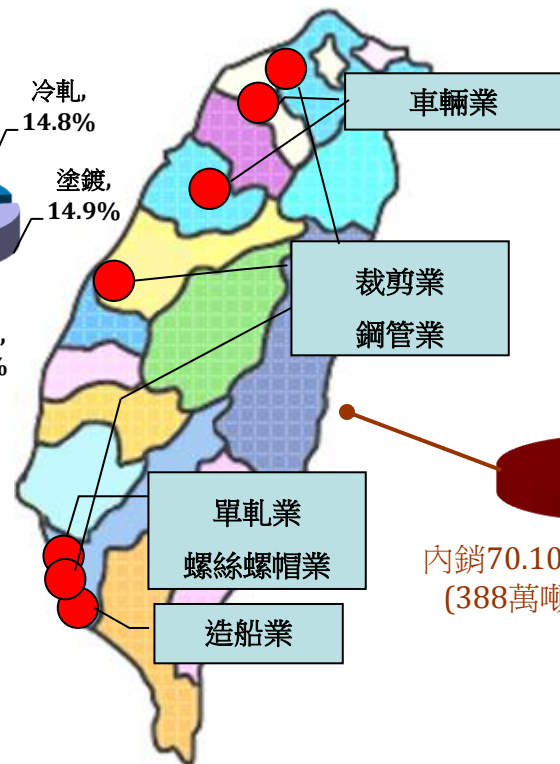 冷軋,
14.8%
塗鍍,
14.9%
,
%
車輛業
裁剪業
鋼管業
單軋業
螺絲螺帽業
造船業
內銷70.10
(388萬噸